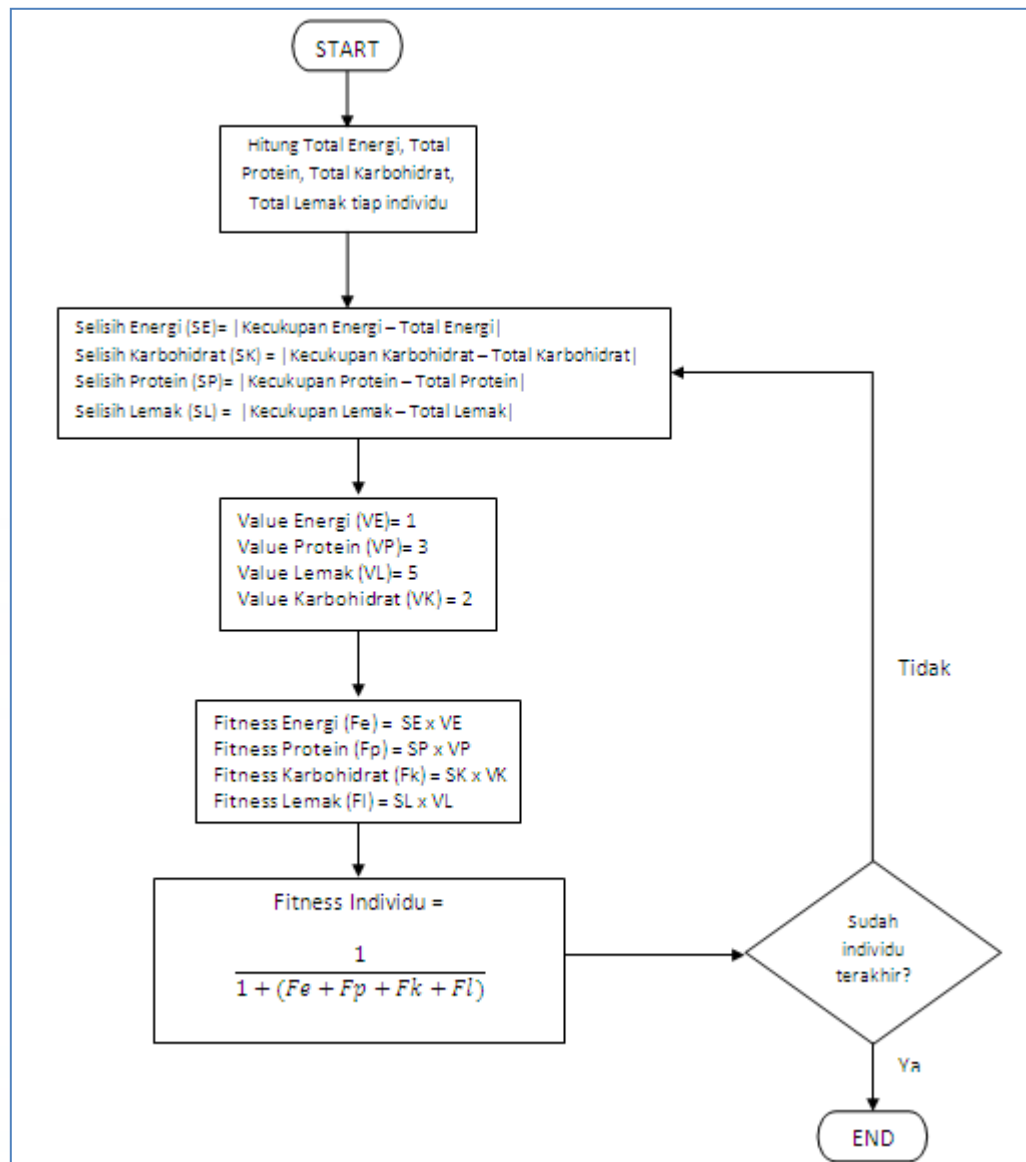 START
Hitung Total Energi, Total
Protein, Total Karbohidrat,
Total Lemak tiap individu
Selisih Energi (SE)= |Kecukupan Energi – Total Energi|
Selisih Karbohidrat (SK) = |Kecukupan Karbohidrat – Total Karbohidrat|
Selisih Protein (SP)= |Kecukupan Protein – Total Protein|
Selisih Lemak (SL) = |Kecukupan Lemak – Total Lemak|
Value Energi (VE)= 1
Value Protein (VP)= 3
Value Lemak (VL)= 5
Value Karbohidrat (VK) = 2
Fitness Energi (Fe) = SE x VE
Fitness Protein (Fp) = SP x VP
Fitness Karbohidrat (Fk) = SK x VK
Fitness Lemak (Fl) = SL x VL
Fitness Individu =
1
1 + (Fe + Fp + Fk + Fl)
Tidak
Sudah
individu
terakhir?
Ya
END